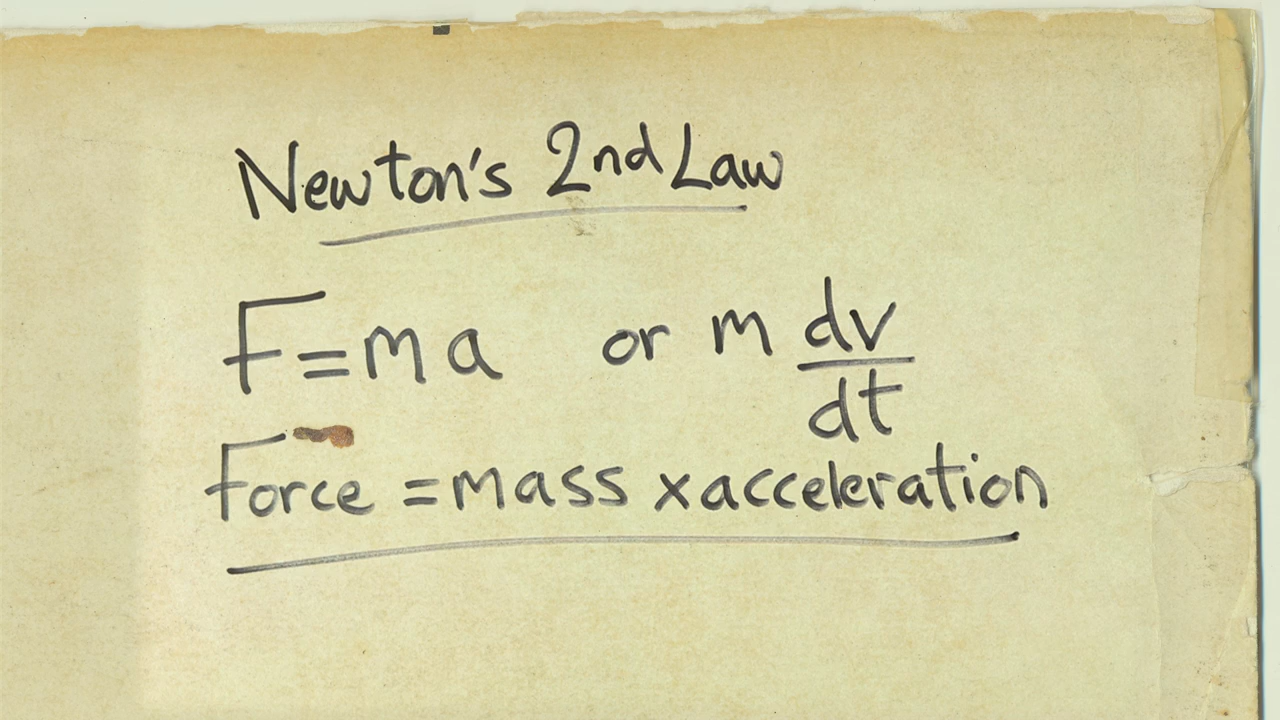 Newton's 2nd Law
F=ma or m dv/dt
Force = mass x acceleration